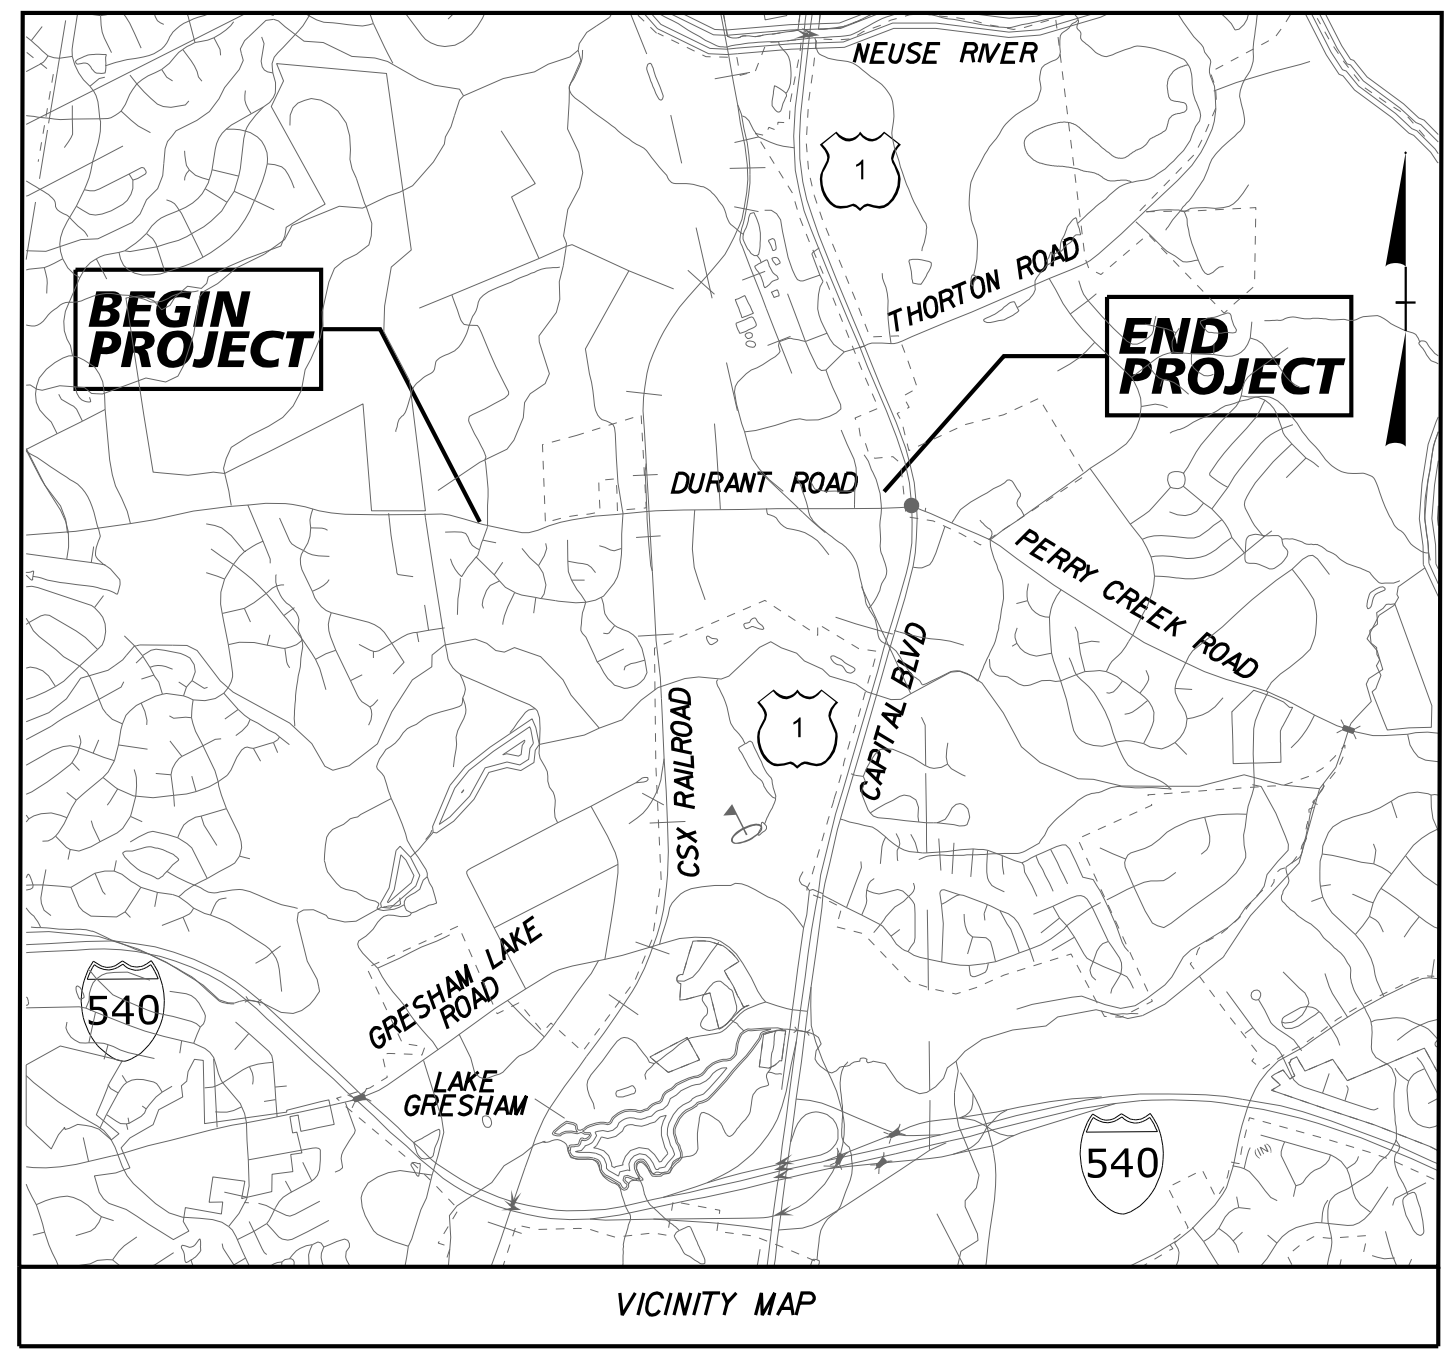 NEUSE RIVER
1
THORTON ROAD
BEGIN
PROJECT
END
PROJECT
DURANT ROAD
PERRY CREEK ROAD
CAPITAL BLVD
CSX RAILROAD
1
GRESHAM LAKE
ROAD
540
LAKE
GRESHAM
540
(IN)
VICINITY MAP